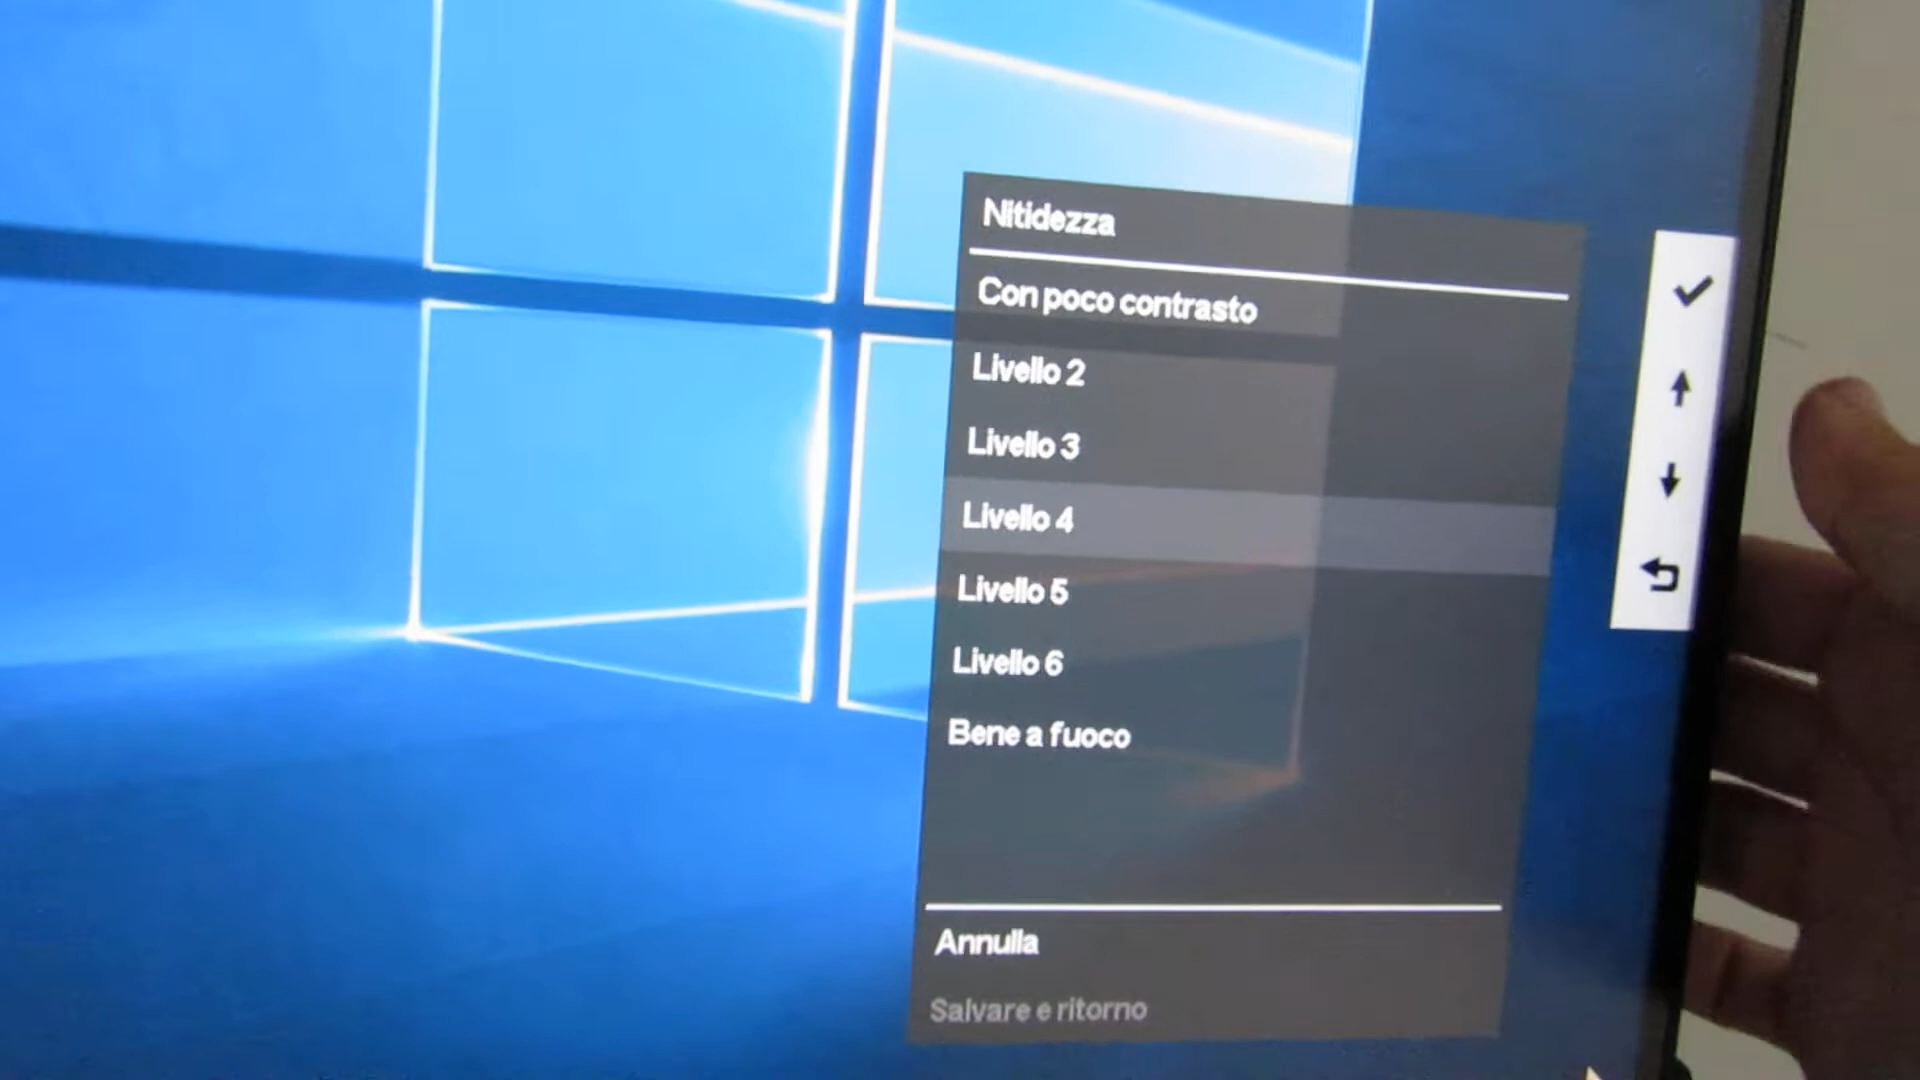 Nitidezza
Con poco contrasto
Livello 2
Livello 3
Livello 4
Livello 5
Livello 6
Bene a fuoco
Annulla
Salvare e ritorno